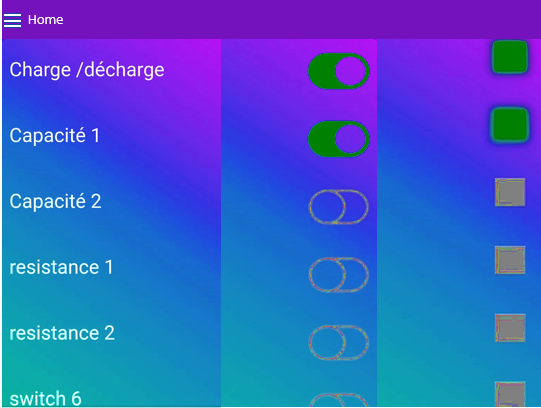 Home
Charge /décharge
Capacité 1
Capacité 2
resistance 1
resistance 2
switch 6